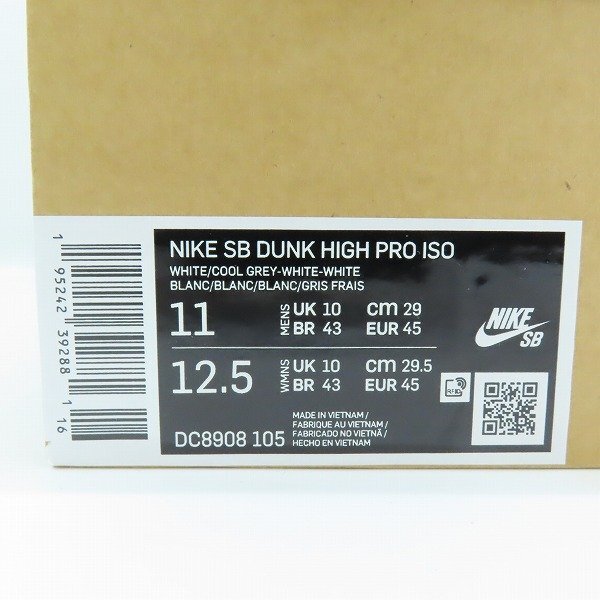 NIKE SB DUNK HIGH PRO ISO
WHITE/COOL GREY-WHITE-WHITE
BLANC/BLANC/BLANC/GRIS FRAIS
11 MENS UK 10 CM 29
BR 43 EUR 45
12.5 WMNS UK 10 CM 29.5
BR 43 EUR 45
DC8908 105
MADE IN VIETNAM /
FABRIQUE AU VIETNAM /
FABRICADO NO VIETNÃ /
HECHO EN VIETNAM
NIKE
SB
RFID
1 95242 39288 1 16